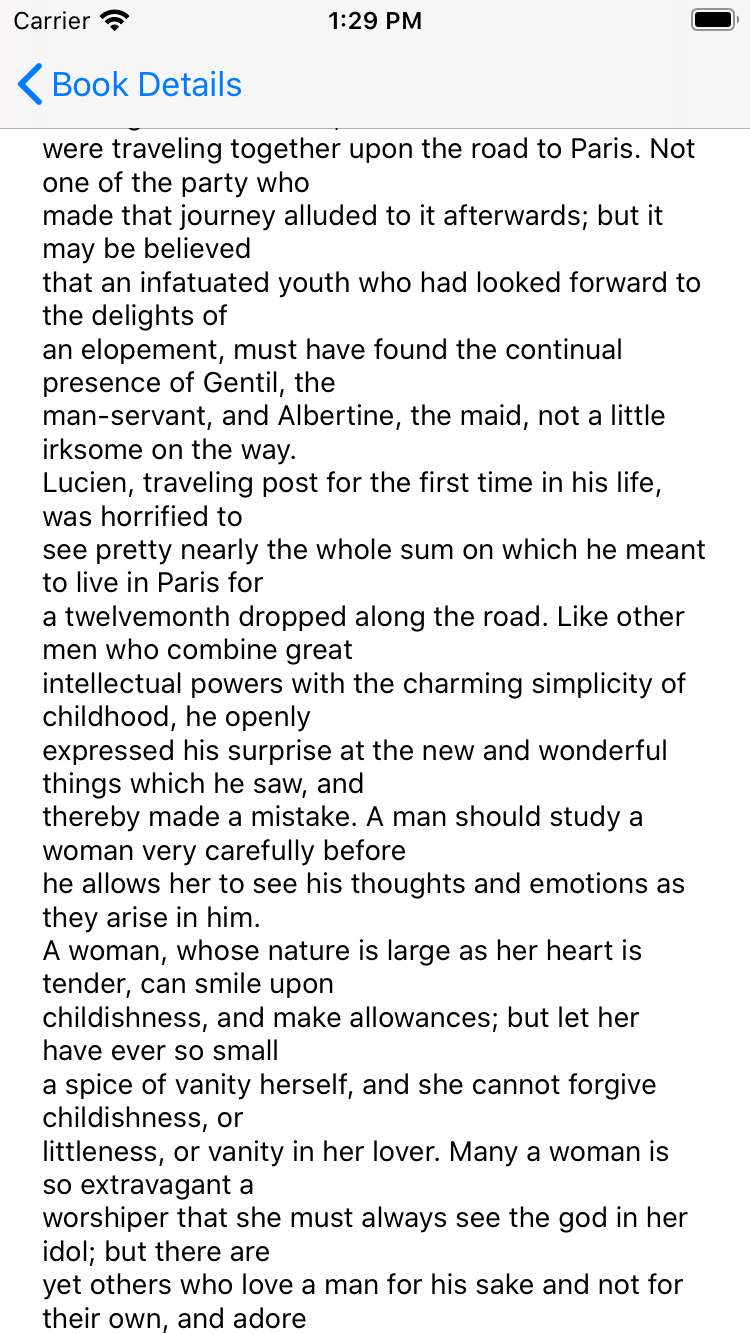 Carrier
1:29 PM
Book Details
were traveling together upon the road to Paris. Not
one of the party who
made that journey alluded to it afterwards; but it
may be believed
that an infatuated youth who had looked forward to
the delights of
an elopement, must have found the continual
presence of Gentil, the
man-servant, and Albertine, the maid, not a little
irksome on the way.
Lucien, traveling post for the first time in his life,
was horrified to
see pretty nearly the whole sum on which he meant
to live in Paris for
a twelvemonth dropped along the road. Like other
men who combine great
intellectual powers with the charming simplicity of
childhood, he openly
expressed his surprise at the new and wonderful
things which he saw, and
thereby made a mistake. A man should study a
woman very carefully before
he allows her to see his thoughts and emotions as
they arise in him.
A woman, whose nature is large as her heart is
tender, can smile upon
childishness, and make allowances; but let her
have ever so small
a spice of vanity herself, and she cannot forgive
childishness, or
littleness, or vanity in her lover. Many a woman is
so extravagant a
worshiper that she must always see the god in her
idol; but there are
yet others who love a man for his sake and not for
their own, and adore